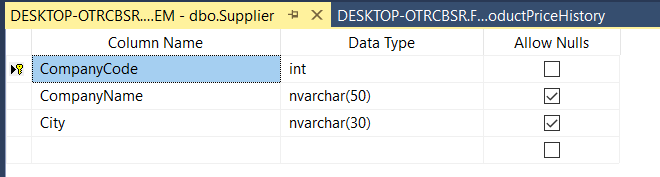 DESKTOP-OTRCBSR....EM - dbo.Supplier DESKTOP-OTRCBSR.F...oductPriceHistory
Column Name Data Type Allow Nulls
CompanyCode int
CompanyName nvarchar(50)
City nvarchar(30)